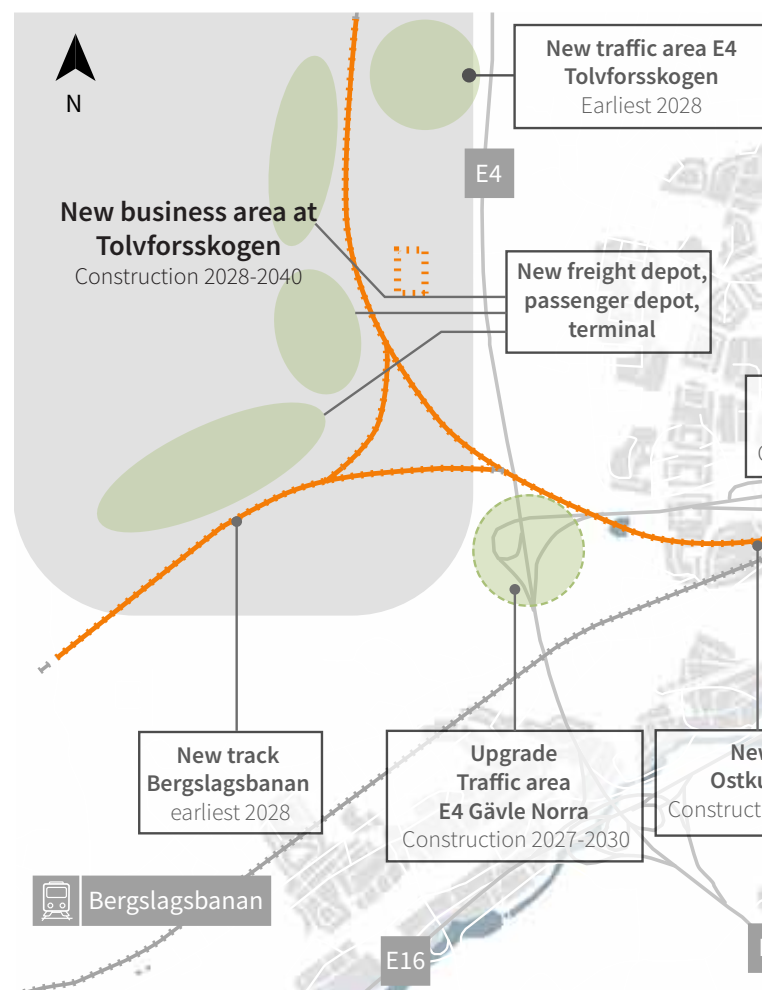 New traffic area E4
Tolvforsskogen
Earliest 2028
N
E4
New business area at
Tolvforsskogen
Construction 2028-2040
New freight depot,
passenger depot,
terminal
New track
Bergslagsbanan
earliest 2028
Upgrade
Traffic area
E4 Gävle Norra
Construction 2027-2030
Bergslagsbanan
E16